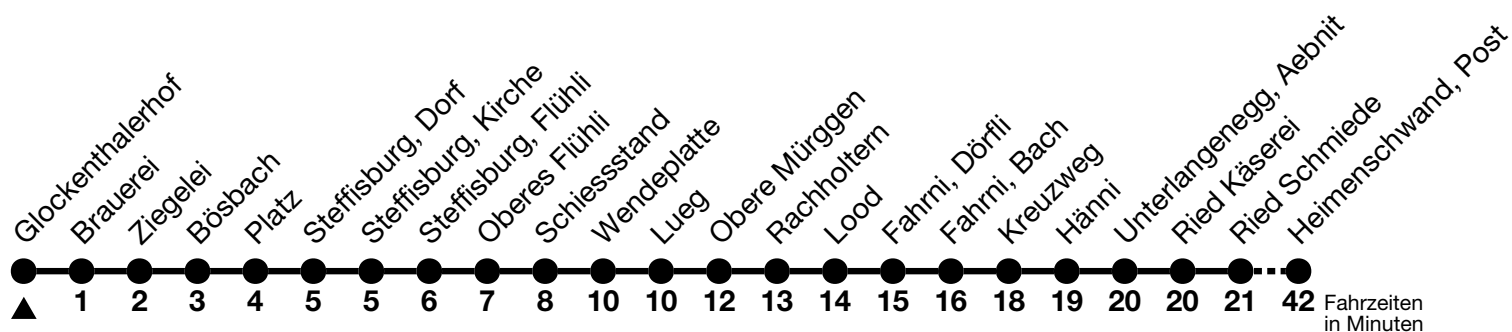 Glockenthalerhof
Brauerei
Ziegelei
Bösbach
Platz
Steffisburg, Dorf
Steffisburg, Kirche
Steffisburg, Flühli
Oberes Flühli
Schiessstand
Wendeplatte
Lueg
Obere Mürggen
Rachholtern
Lood
Fahrni, Dörfli
Fahrni, Bach
Kreuzweg
Hänni
Unterlangenegg, Aebnit
Ried Käserei
Ried Schmiede
Heimenschwand, Post
1 2 3 4 5 5 6 7 8 10 10 12 13 14 15 16 18 19 20 20 21 42 Fahrzeiten
in Minuten